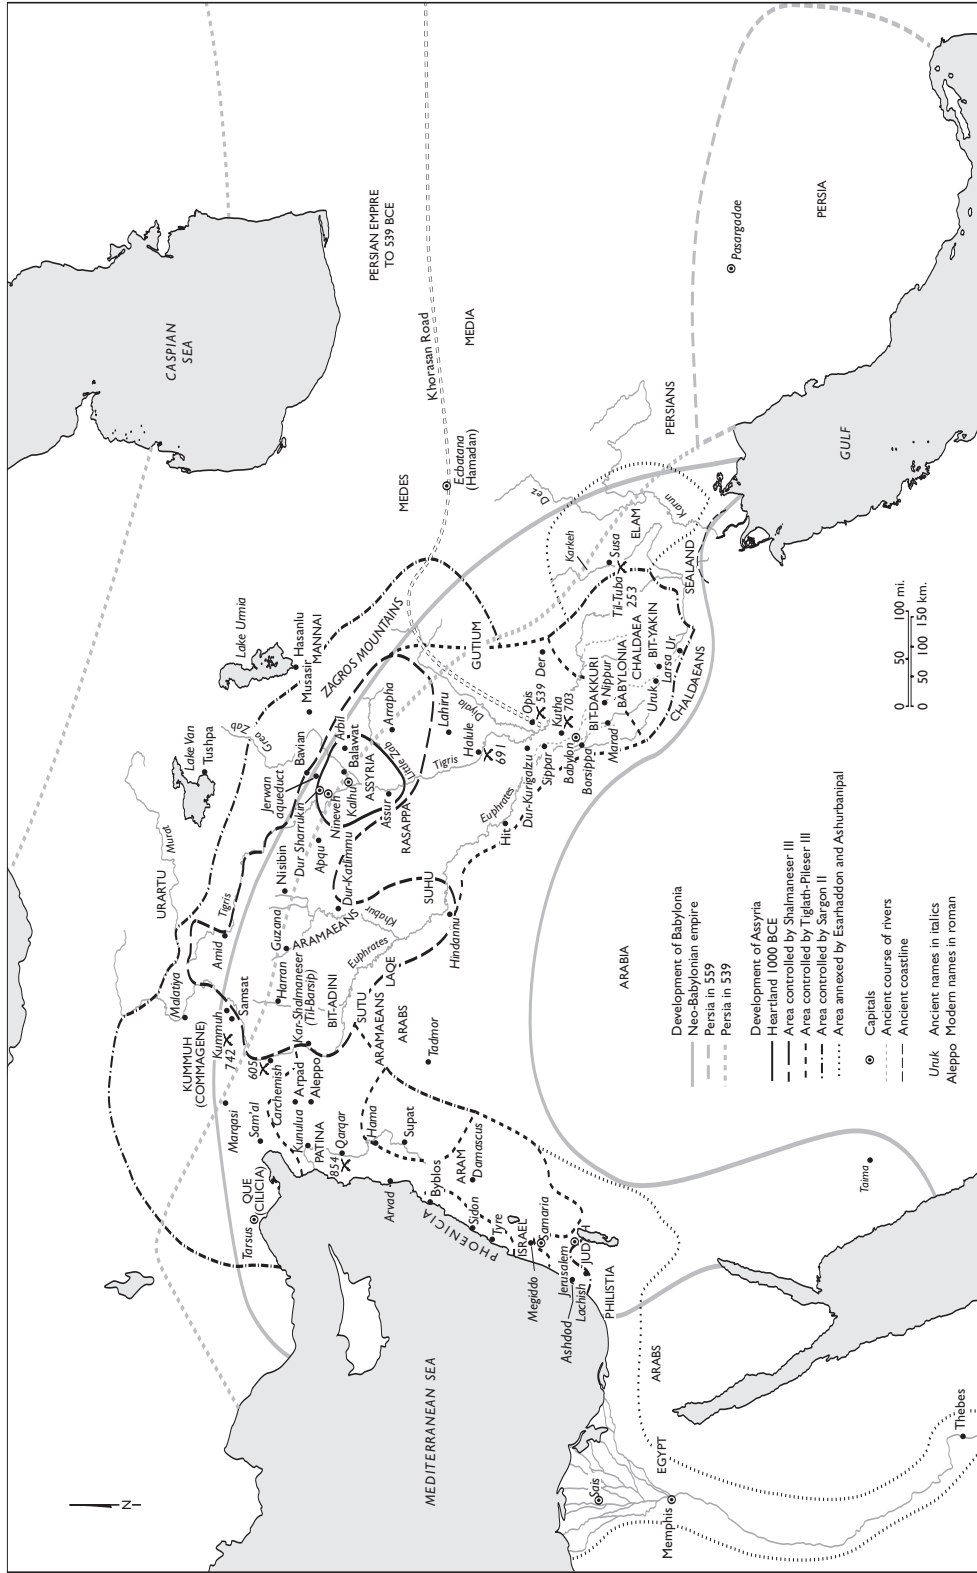 CASPIAN
SEA
PERSIAN EMPIRE
TO 539 BCE
Khorasan Road
MEDIA
MEDES
Ecbatana
(Hamadan)
PERSIANS
Pasargadae
PERSIA
GULF
Lake Urmia
Hasanlu
MANNAI
Musasir
ZAGROS MOUNTAINS
Lake Van
Tushpa
Grea Zab
Murat
URARTU
Malatiya
Amid
Tigris
KUMMUH
(COMMAGENE)
Kummuh
742
Samsat
Marqasi
Sam'al
QUE
(CILICIA)
Tarsus
605
Carchemish
Kunulua
Arpad
Aleppo
PATINA
Qarqar
854
Haran
Guzana
Nisibin
Kar-Shalmaneser
(Til-Barsip)
BIT-ADINI
ARAMAEANS
Khabur
Dur-Katlimmu
Apqu
Jerwan
aqueduct
Bavian
Dur Sharrukin
Nineveh
Kalhu
Balawat
Arbil
ASSYRIA
Little Zab
Arrapha
Assur
RASAPPA
Lahiru
Diyala
Halule
691
Tigris
Euphrates
LAQE
SUTU
SUHU
Hindannu
ARAMAEANS
ARABS
Tadmor
Hama
Supat
Arvad
Byblos
PHOENICIA
Sidon
Tyre
ARAM
Damascus
ISRAEL
Samaria
Megiddo
Jerusalem
JUDAH
Lachish
Ashdod
PHILISTIA
Euphrates
Hit
Dur-Kurigalzu
Sippar
Opis
539
Kutha
703
Babylon
Barsippa
Der
GUTIUM
BIT-DAKKURI
Marad
Nippur
BABYLONIA
CHALDAEA
BIT-YAKIN
Uruk
Larsa
Ur
CHALDAEANS
Til-Tuba
253
Susa
Karkeh
ELAM
Dez
Karun
SEALAND
ARABIA
MEDITERRANEAN SEA
ARABS
Taima
EGYPT
Sais
Memphis
Thebes
N
0 50 100 mi.
0 50 100 150 km.
Development of Babylonia
Neo-Babylonian empire
Persia in 559
Persia in 539
Development of Assyria
Heartland 1000 BCE
Area controlled by Shalmaneser III
Area controlled by Tiglath-Pileser III
Area controlled by Sargon II
Area annexed by Esarhaddon and Ashurbanipal
Capitals
Ancient course of rivers
Ancient coastline
Uruk Ancient names in italics
Aleppo Modern names in roman